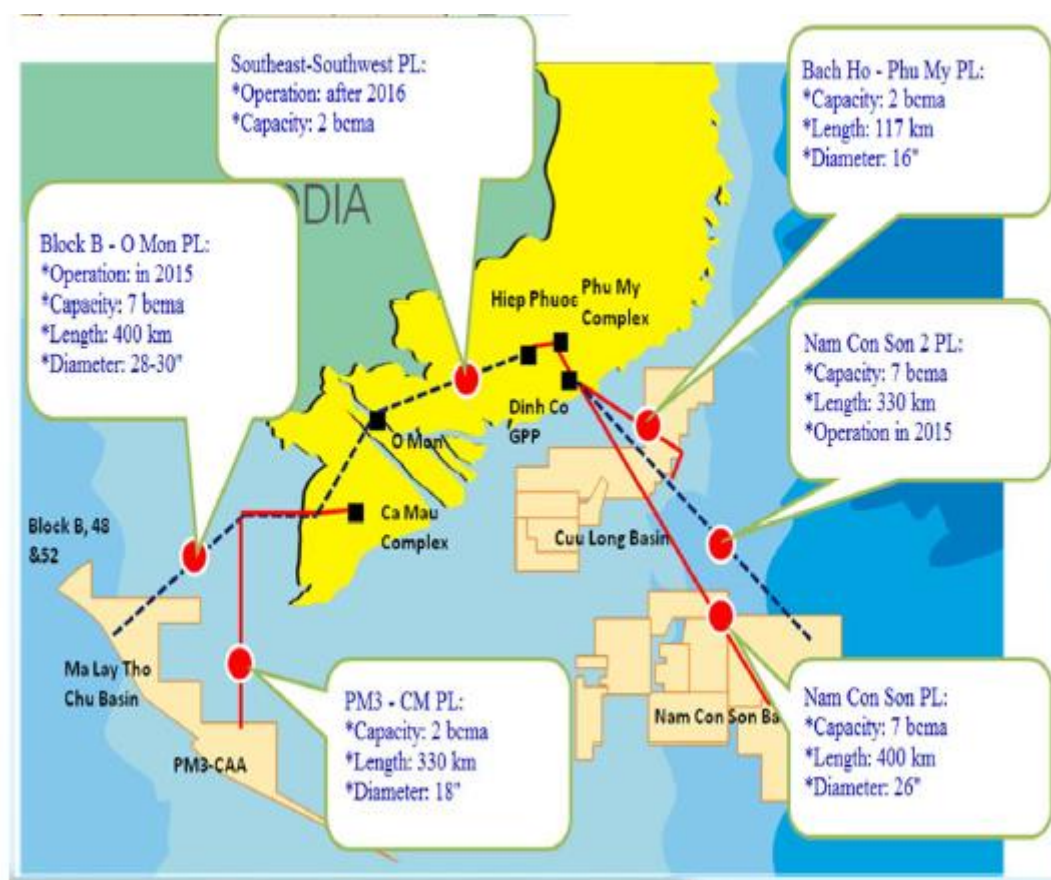 Southeast-Southwest PL:
*Operation: after 2016
*Capacity: 2 bcma
Bach Ho - Phu My PL:
*Capacity: 2 bcma
*Length: 117 km
*Diameter: 16"
DIA
Block B - O Mon PL:
*Operation: in 2015
*Capacity: 7 bcma
*Length: 400 km
*Diameter: 28-30"
Hiep Phuoc
Phu My
Complex
Nam Con Son 2 PL:
*Capacity: 7 bcma
*Length: 330 km
*Operation in 2015
Dinh Co
GPP
O Mon
Ca Mau
Complex
Cuu Long Basin
Block B, 48
&52
Ma Lay Tho
Chu Basin
PM3-CAA
PM3 - CM PL:
*Capacity: 2 bcma
*Length: 330 km
*Diameter: 18"
Nam Con Son Ba
Nam Con Son PL:
*Capacity: 7 bcma
*Length: 400 km
*Diameter: 26"